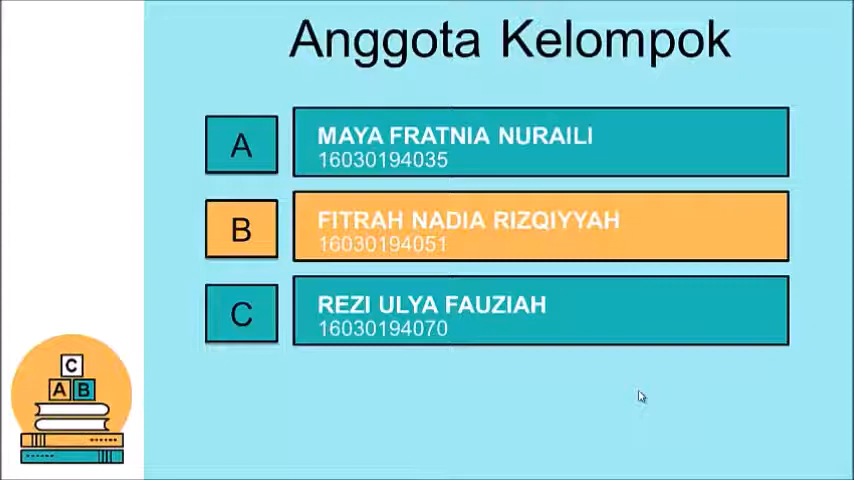 Anggota Kelompok
A
MAYA FRATNIA NURAILI
16030194035
B
FITRAH NADIA RIZQIYYAH
16030194051
C
REZI ULYA FAUZIAH
16030194070
C
A B